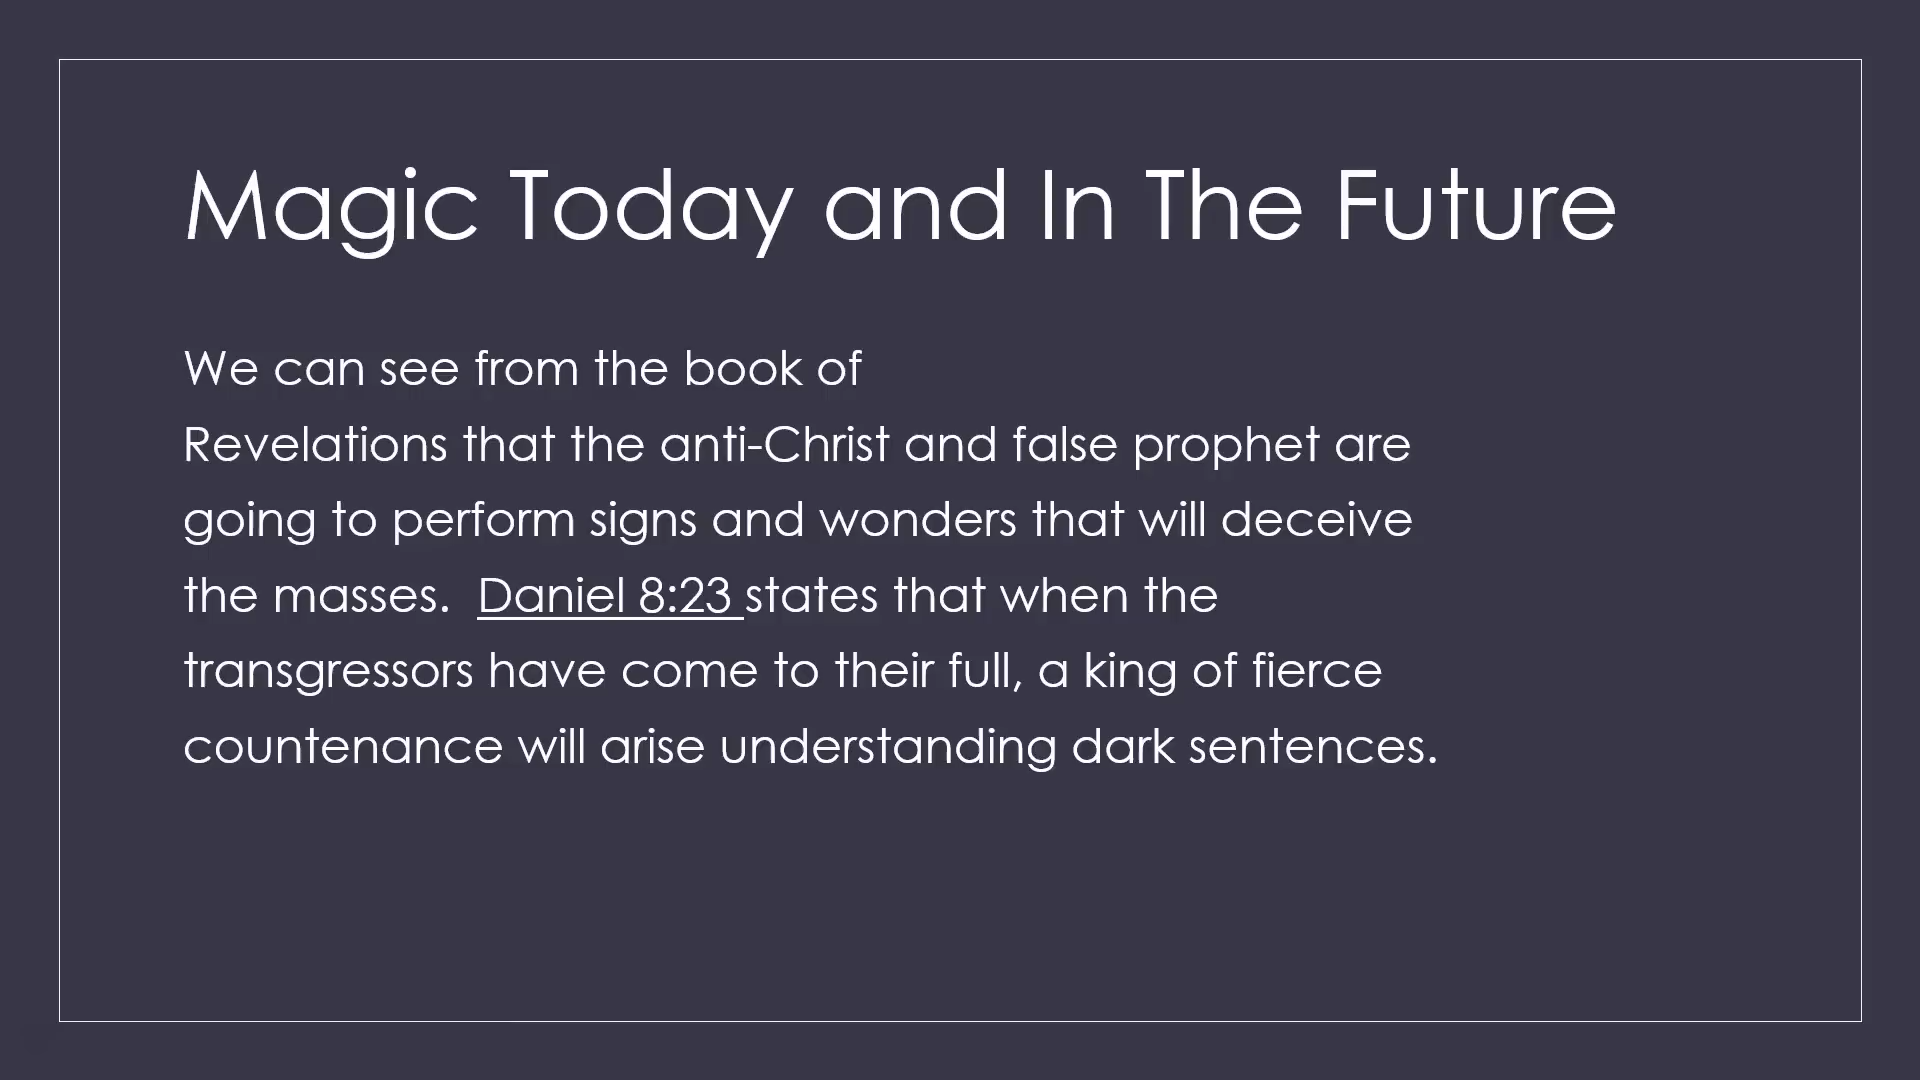 Magic Today and In The Future
We can see from the book of
Revelations that the anti-Christ and false prophet are
going to perform signs and wonders that will deceive
the masses.  Daniel 8:23 states that when the
transgressors have come to their full, a king of fierce
countenance will arise understanding dark sentences.